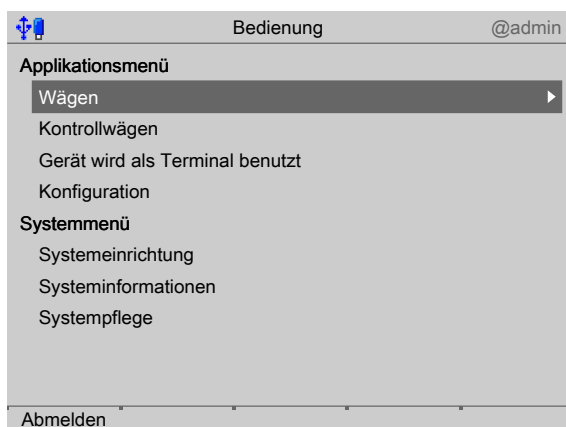 Bedienung @admin
Applikationsmenü
Wägen
Kontrollwägen
Gerät wird als Terminal benutzt
Konfiguration
Systemmenü
Systemeinrichtung
Systeminformationen
Systempflege
Abmelden